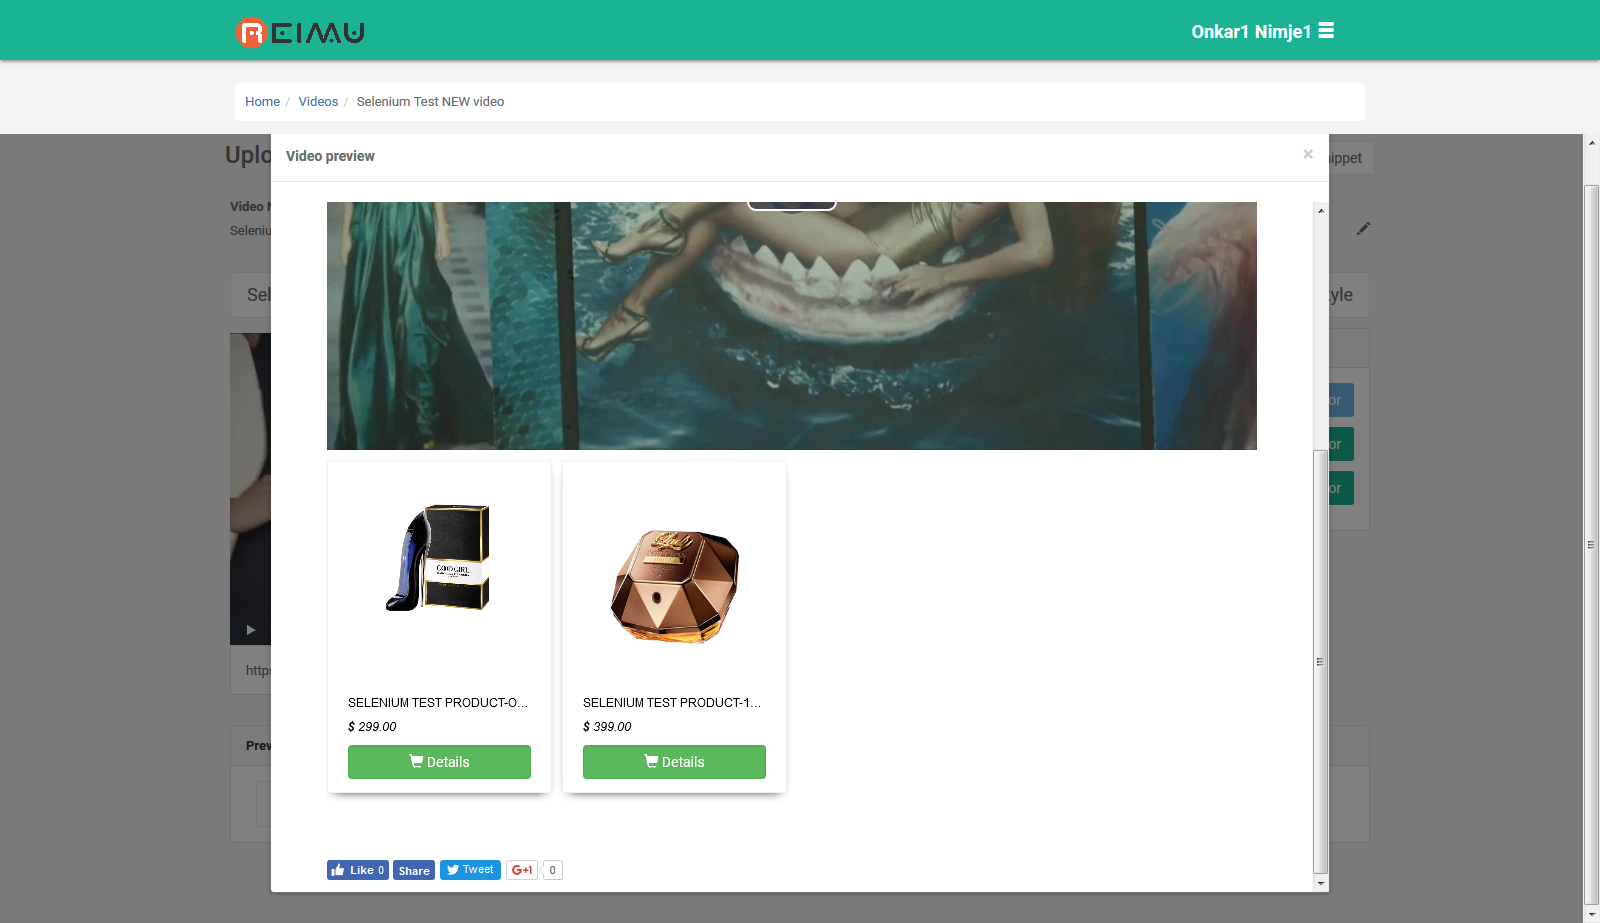 REIMU
Onkar1 Nimje1
Home / Videos / Selenium Test NEW video
Uplo
Video preview
×
ippet
Video N
Seleniu
Sel
tyle
or
or
or
GOOD GIRL
Lady
https
SELENIUM TEST PRODUCT-O...
SELENIUM TEST PRODUCT-1...
$ 299.00
$ 399.00
Details
Details
Prev
Like 0
Share
Tweet
G+1
0